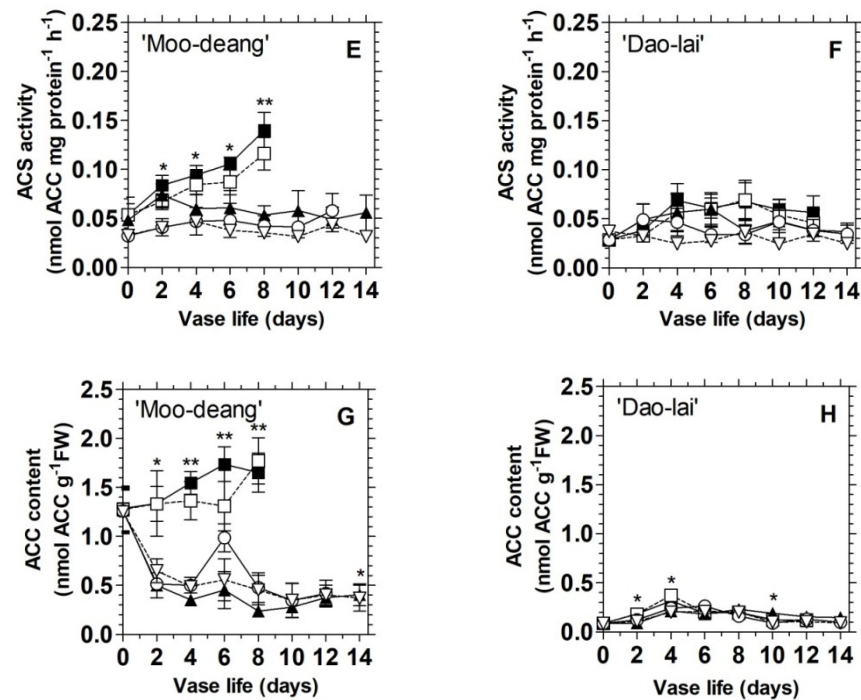 'Moo-deang' E
ACS activity
(nmol ACC mg protein⁻¹ h⁻¹)
0.25
0.20
0.15
0.10
0.05
0.00
* * * **
0 2 4 6 8 10 12 14
Vase life (days)
'Dao-lai' F
ACS activity
(nmol ACC mg protein⁻¹ h⁻¹)
0.25
0.20
0.15
0.10
0.05
0.00
0 2 4 6 8 10 12 14
Vase life (days)
'Moo-deang' G
ACC content
(nmol ACC g⁻¹FW)
2.5
2.0
1.5
1.0
0.5
0.0
* ** ** ** *
0 2 4 6 8 10 12 14
Vase life (days)
'Dao-lai' H
ACC content
(nmol ACC g⁻¹FW)
2.5
2.0
1.5
1.0
0.5
0.0
* * *
0 2 4 6 8 10 12 14
Vase life (days)